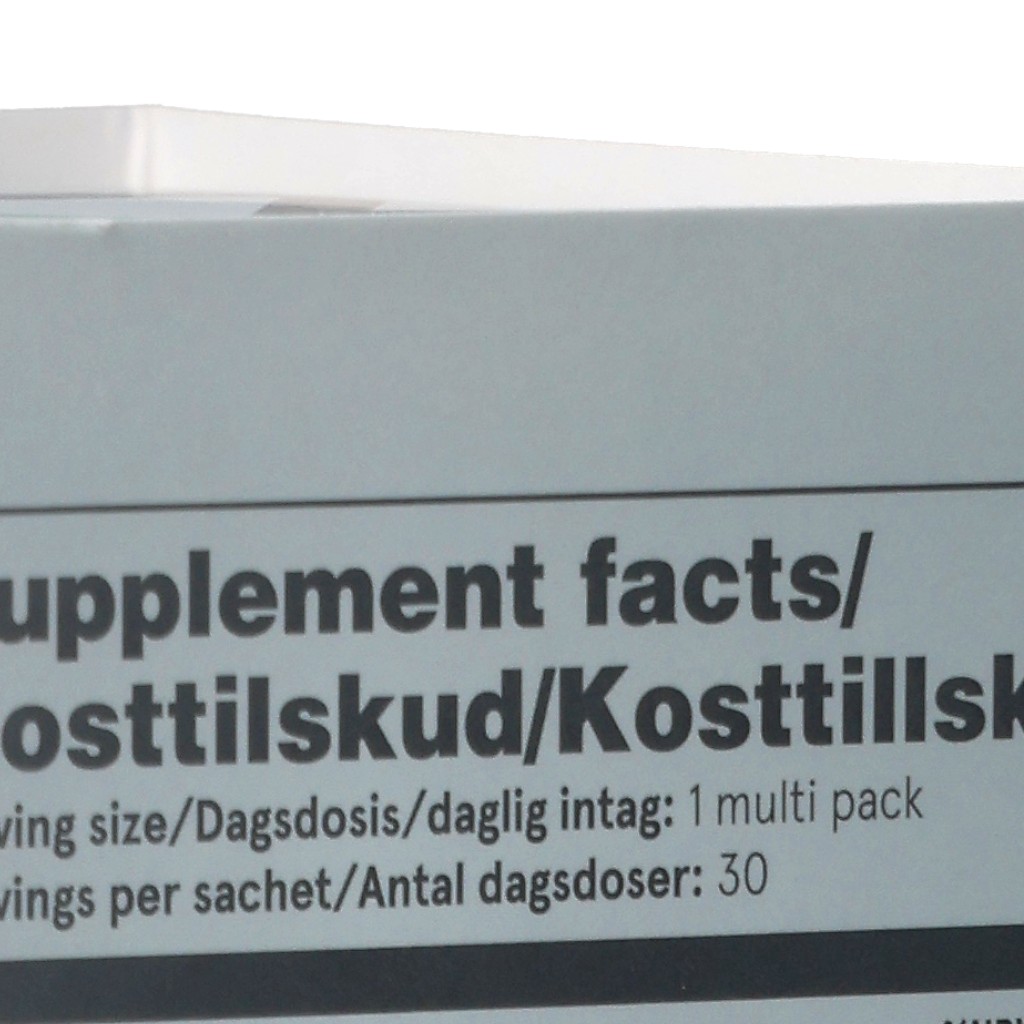 upplement facts/
osttilskud/Kosttillsk
ving size/Dagsdosis/daglig intag: 1 multi pack
vings per sachet/Antal dagsdoser: 30